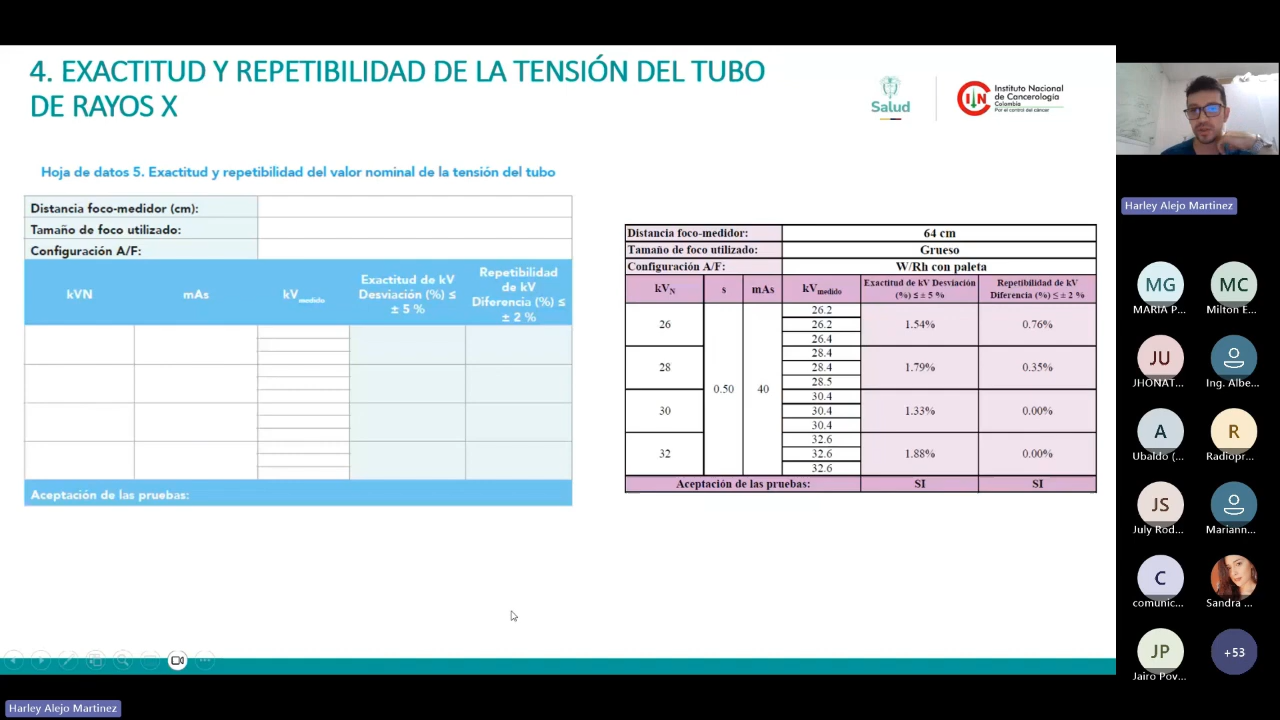 4. EXACTITUD Y REPETIBILIDAD DE LA TENSIÓN DEL TUBO
DE RAYOS X
Salud
Instituto Nacional
de Cancerología
Colombia
Por el control del cáncer
Hoja de datos 5. Exactitud y repetibilidad del valor nominal de la tensión del tubo
Distancia foco-medidor (cm):
Tamaño de foco utilizado:
Configuración A/F:
kVN mAs kVmedido Exactitud de kV Desviación (%) ≤ ± 5 % Repetibilidad de kV Diferencia (%) ≤ ± 2 %
Aceptación de las pruebas:
Distancia foco-medidor: 64 cm
Tamaño de foco utilizado: Grueso
Configuración A/F: W/Rh con paleta
kVN s mAs kVmedido Exactitud de kV Desviación (%) ≤ ± 5 % Repetibilidad de kV Diferencia (%) ≤ ± 2 %
26 0.50 40 26.2 1.54% 0.76%
26.2
26.4
28 28.4 1.79% 0.35%
28.4
28.5
30 30.4 1.33% 0.00%
30.4
30.4
32 32.6 1.88% 0.00%
32.6
32.6
Aceptación de las pruebas: SI SI
Harley Alejo Martinez
MG MC
MARIA P... Milton E...
JU
JHONAT... Ing. Albe...
A R
Ubaldo (... Radiopr...
JS
July Rod... Mariann...
C
comunic... Sandra ...
JP +53
Jairo Pov...
Harley Alejo Martinez